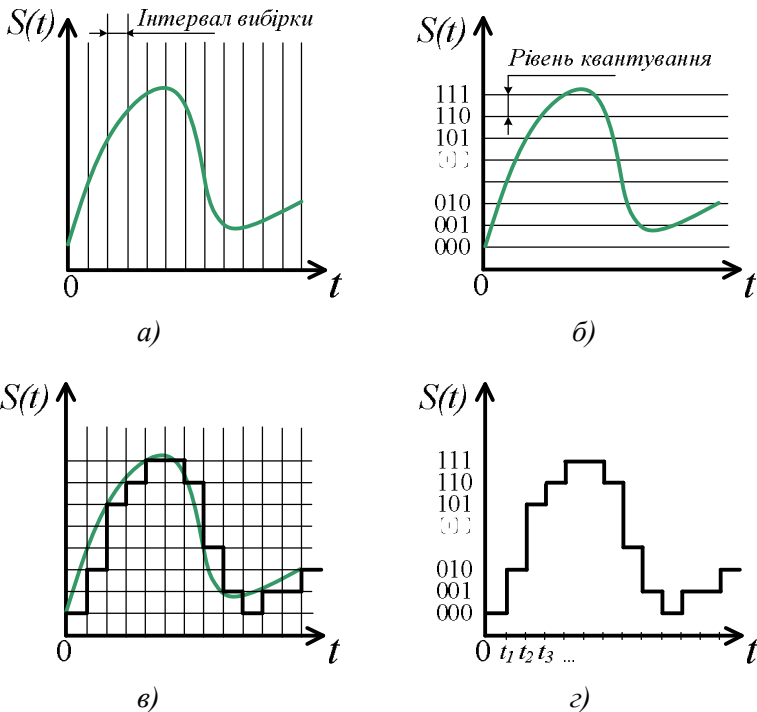 S(t)
Інтервал вибірки
0
t
а)
S(t)
Рівень квантування
111
110
101
010
001
000
0
t
б)
S(t)
0
t
в)
S(t)
111
110
101
010
001
000
0 t1 t2 t3 ...
t
г)